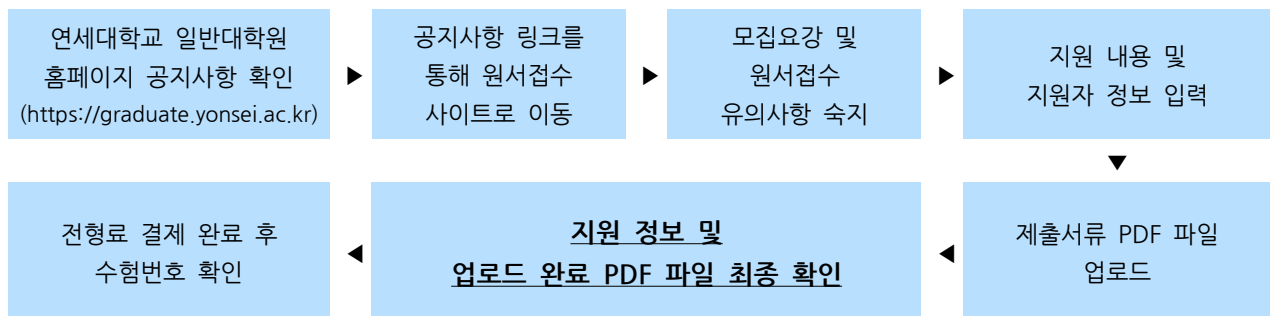 연세대학교 일반대학원
홈페이지 공지사항 확인
(https://graduate.yonsei.ac.kr)
▶
공지사항 링크를
통해 원서접수
사이트로 이동
▶
모집요강 및
원서접수
유의사항 숙지
▶
지원 내용 및
지원자 정보 입력
▼
제출서류 PDF 파일
업로드
◀
지원 정보 및
업로드 완료 PDF 파일 최종 확인
◀
전형료 결제 완료 후
수험번호 확인